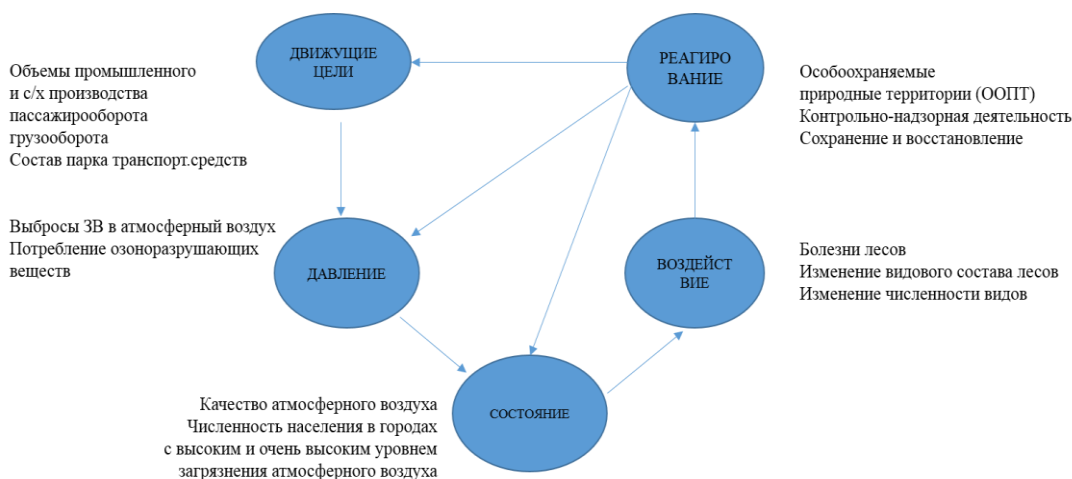 ДВИЖУЩИЕ
ЦЕЛИ
РЕАГИРО
ВАНИЕ
Объемы промышленного
и с/х производства
пассажирооборота
грузооборота
Состав парка транспорт.средств
Особоохраняемые
природные территории (ООПТ)
Контрольно-надзорная деятельность
Сохранение и восстановление
Выбросы ЗВ в атмосферный воздух
Потребление озоноразрушающих
веществ
ДАВЛЕНИЕ
ВОЗДЕЙСТ
ВИЕ
Болезни лесов
Изменение видового состава лесов
Изменение численности видов
Качество атмосферного воздуха
Численность населения в городах
с высоким и очень высоким уровнем
загрязнения атмосферного воздуха
СОСТОЯНИЕ